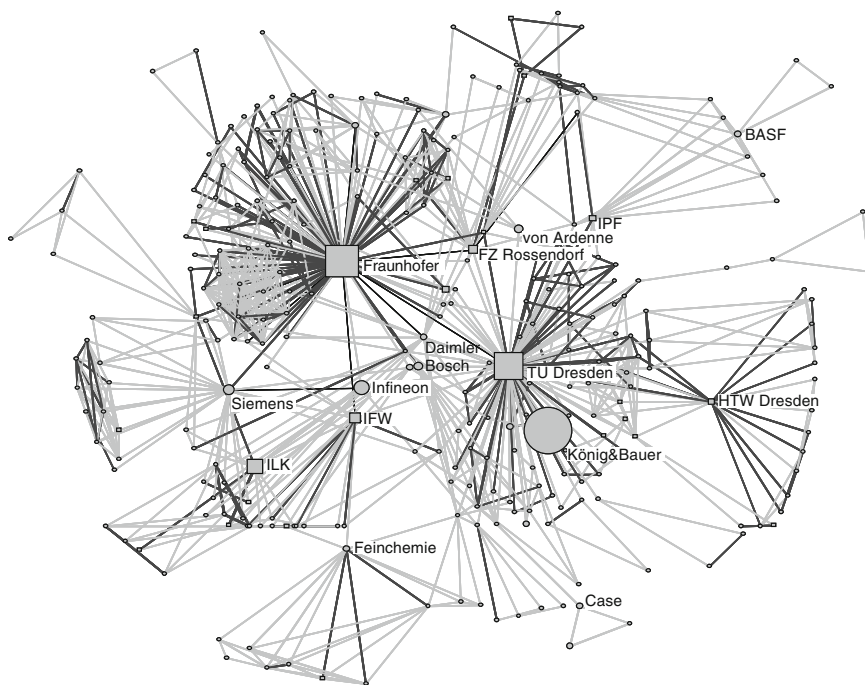 BASF
IPF
von Ardenne
FZ Rossendorf
Fraunhofer
Daimler
Bosch
TU Dresden
Infineon
Siemens
HTW Dresden
IFW
König&Bauer
ILK
Feinchemie
Case